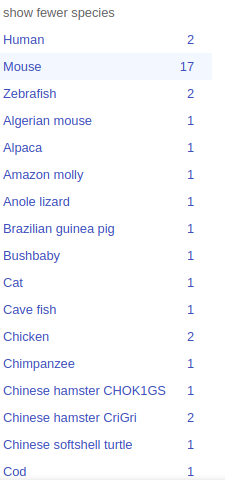 show fewer species
Human 2
Mouse 17
Zebrafish 2
Algerian mouse 1
Alpaca 1
Amazon molly 1
Anole lizard 1
Brazilian guinea pig 1
Bushbaby 1
Cat 1
Cave fish 1
Chicken 2
Chimpanzee 1
Chinese hamster CHOK1GS 1
Chinese hamster CriGri 2
Chinese softshell turtle 1
Cod 1